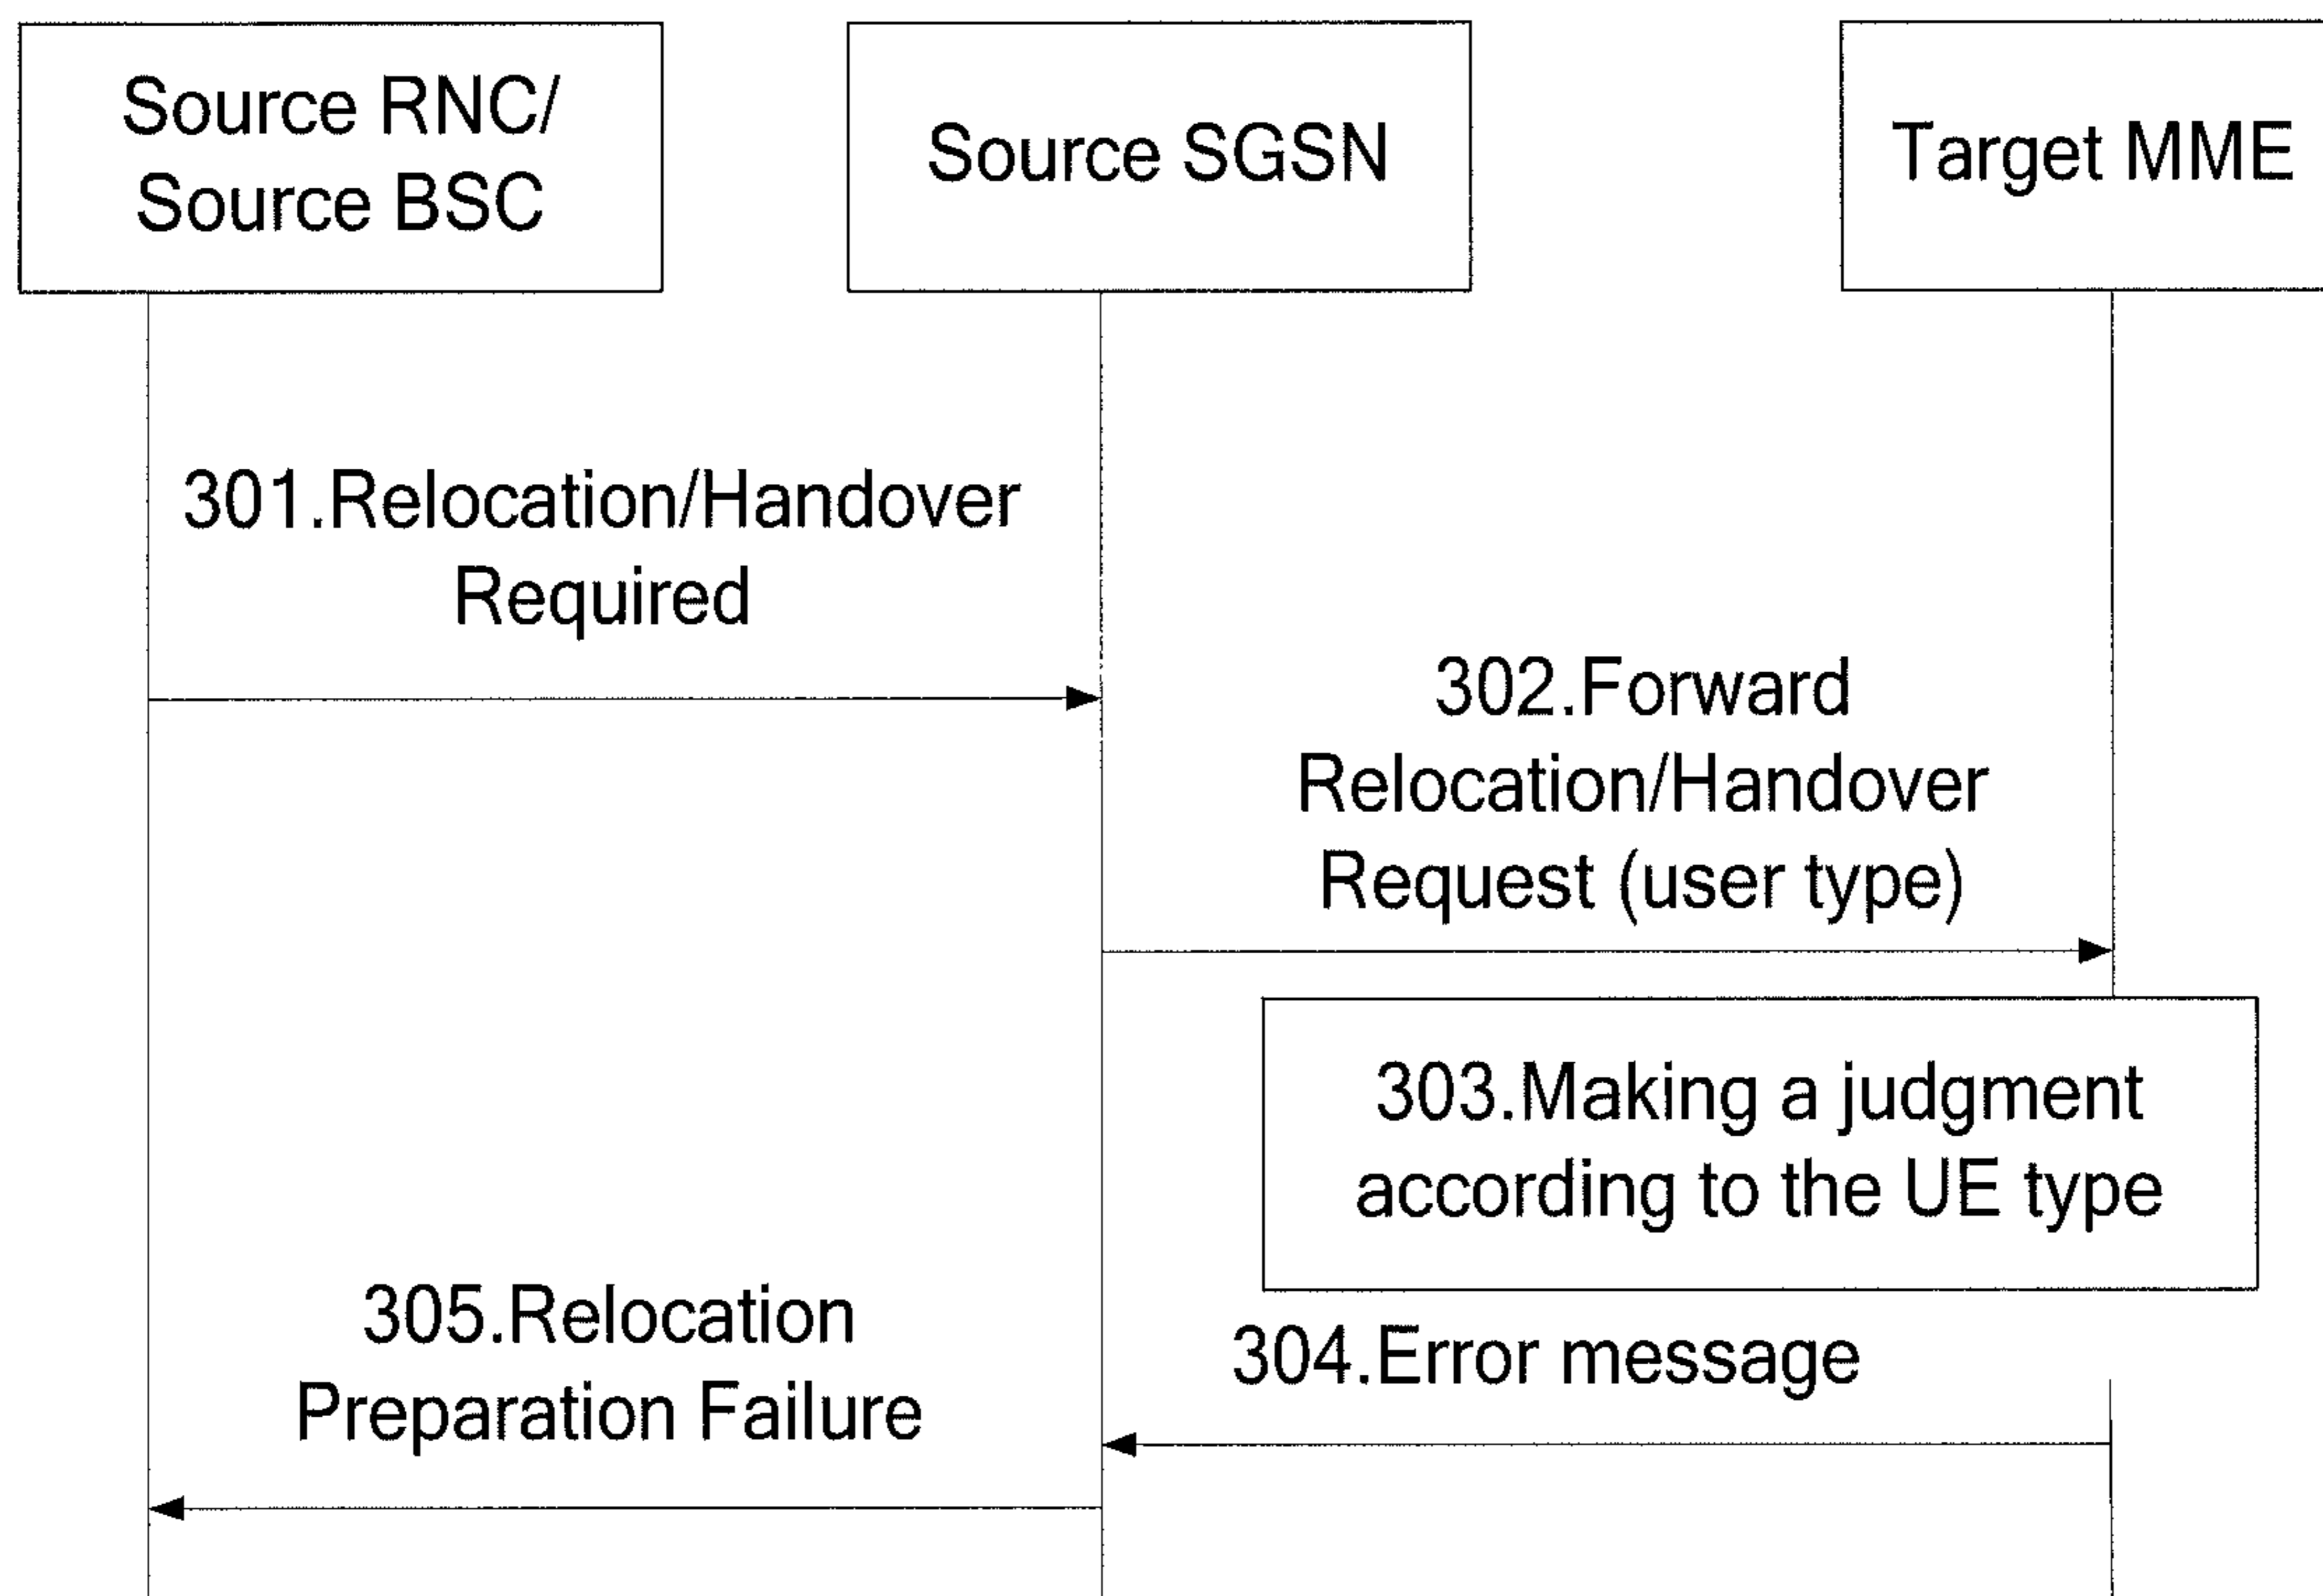 Source RNC/
Source BSC
Source SGSN
Target MME
301.Relocation/Handover
Required
302.Forward
Relocation/Handover
Request (user type)
303.Making a judgment
according to the UE type
304.Error message
305.Relocation
Preparation Failure